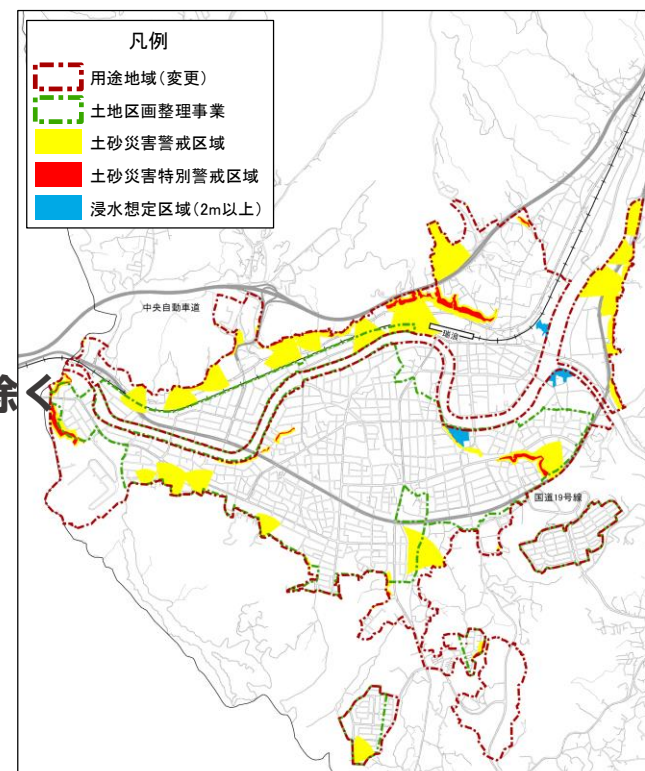 凡例
用途地域(変更)
土地区画整理事業
土砂災害警戒区域
土砂災害特別警戒区域
浸水想定区域(2m以上)
中央自動車道
瑞浪
除く
国道19号線